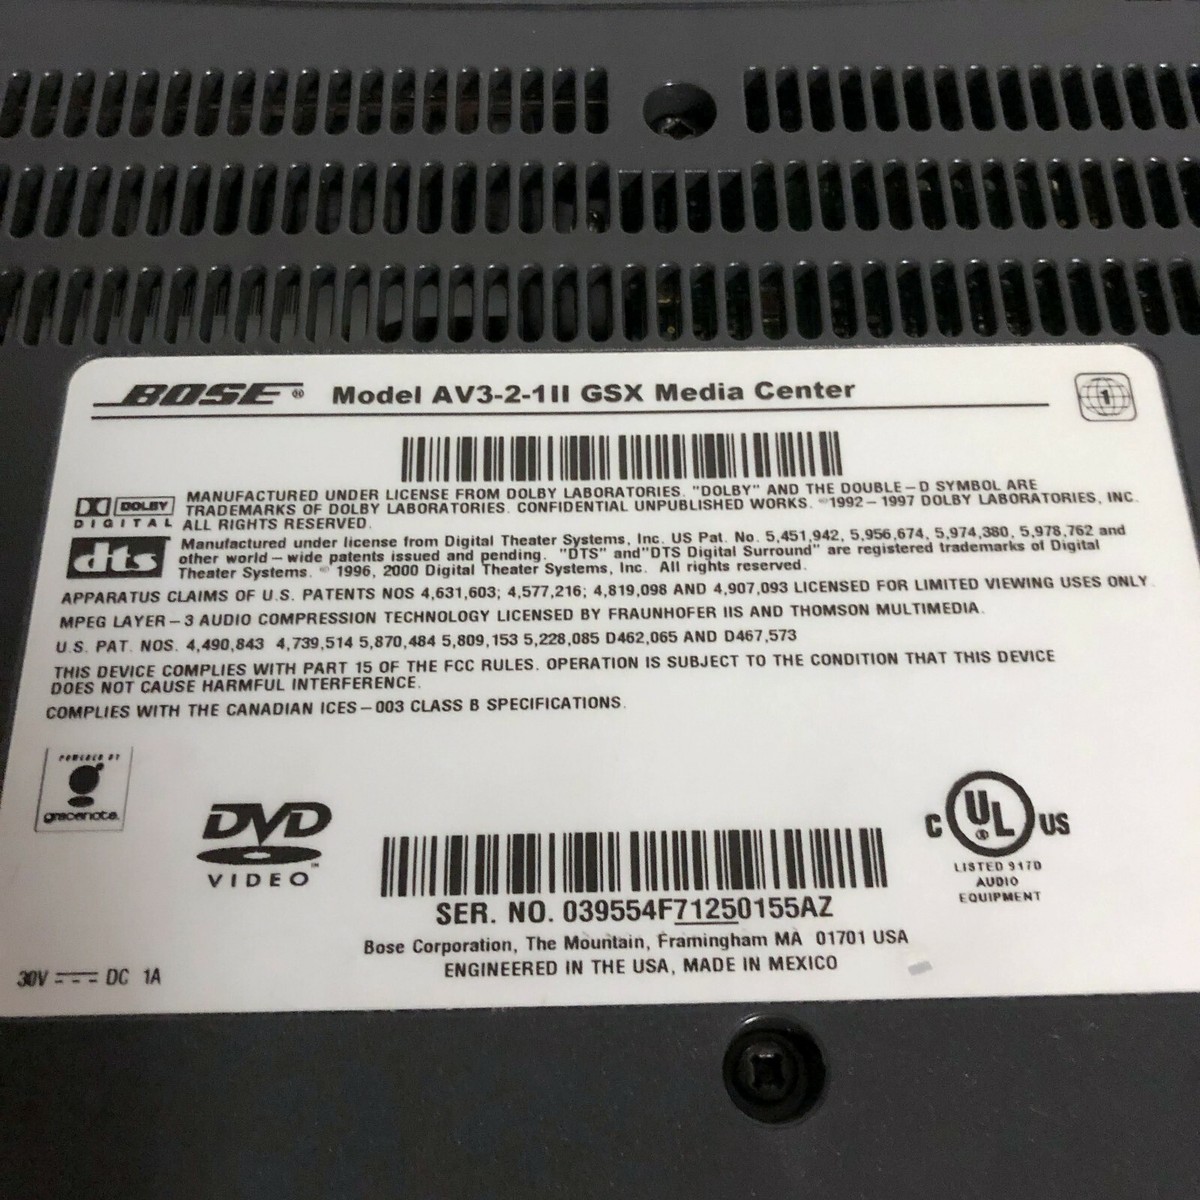 BOSE® Model AV3-2-1II GSX Media Center
1
DOLBY
DIGITAL
MANUFACTURED UNDER LICENSE FROM DOLBY LABORATORIES. "DOLBY" AND THE DOUBLE-D SYMBOL ARE
TRADEMARKS OF DOLBY LABORATORIES. CONFIDENTIAL UNPUBLISHED WORKS. ©1992-1997 DOLBY LABORATORIES, INC.
ALL RIGHTS RESERVED.
dts
Manufactured under license from Digital Theater Systems, Inc. US Pat. No. 5,451,942, 5,956,674, 5,974,380, 5,978,762 and
other world-wide patents issued and pending. "DTS" and"DTS Digital Surround" are registered trademarks of Digital
Theater Systems. © 1996, 2000 Digital Theater Systems, Inc. All rights reserved.
APPARATUS CLAIMS OF U.S. PATENTS NOS 4,631,603; 4,577,216; 4,819,098 AND 4,907,093 LICENSED FOR LIMITED VIEWING USES ONLY.
MPEG LAYER-3 AUDIO COMPRESSION TECHNOLOGY LICENSED BY FRAUNHOFER IIS AND THOMSON MULTIMEDIA.
U.S. PAT. NOS. 4,490,843 4,739,514 5,870,484 5,809,153 5,228,085 D462,065 AND D467,573
THIS DEVICE COMPLIES WITH PART 15 OF THE FCC RULES. OPERATION IS SUBJECT TO THE CONDITION THAT THIS DEVICE
DOES NOT CAUSE HARMFUL INTERFERENCE.
COMPLIES WITH THE CANADIAN ICES-003 CLASS B SPECIFICATIONS.
POWERED BY
gracenote.
DVD™
VIDEO
C UL® US
LISTED 917D
AUDIO
EQUIPMENT
SER. NO. 039554F71250155AZ
Bose Corporation, The Mountain, Framingham MA 01701 USA
ENGINEERED IN THE USA, MADE IN MEXICO
30V DC 1A